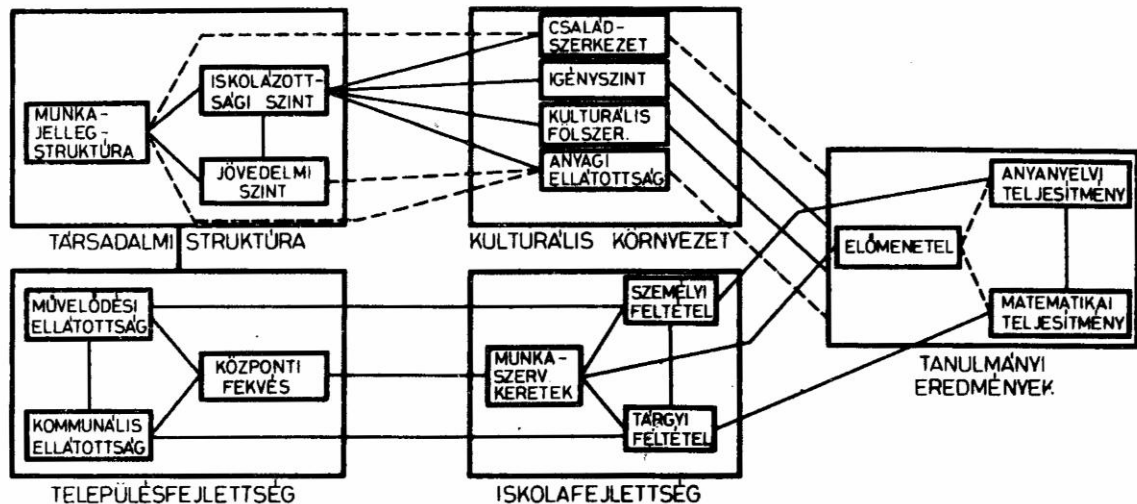 MUNKA-
JELLEG-
STRUKTÚRA
ISKOLÁZOTT-
SÁGI SZINT
JÖVEDELMI
SZINT
TÁRSADALMI STRUKTÚRA
CSALÁD-
SZERKEZET
IGÉNYSZINT
KULTURÁLIS
FÖLSZER.
ANYAGI
ELLÁTOTTSÁG
KULTURÁLIS KÖRNYEZET
MŰVELŐDÉSI
ELLÁTOTTSÁG
KÖZPONTI
FEKVÉS
KOMMUNÁLIS
ELLÁTOTTSÁG
TELEPÜLÉSFEJLETTSÉG
SZEMÉLYI
FELTÉTEL
MUNKA-
SZERV.
KERETEK
TÁRGYI
FELTÉTEL
ISKOLAFEJLETTSÉG
ELŐMENETEL
ANYANYELVI
TELJESÍTMÉNY
MATEMATIKAI
TELJESÍTMÉNY
TANULMÁNYI
EREDMÉNYEK.